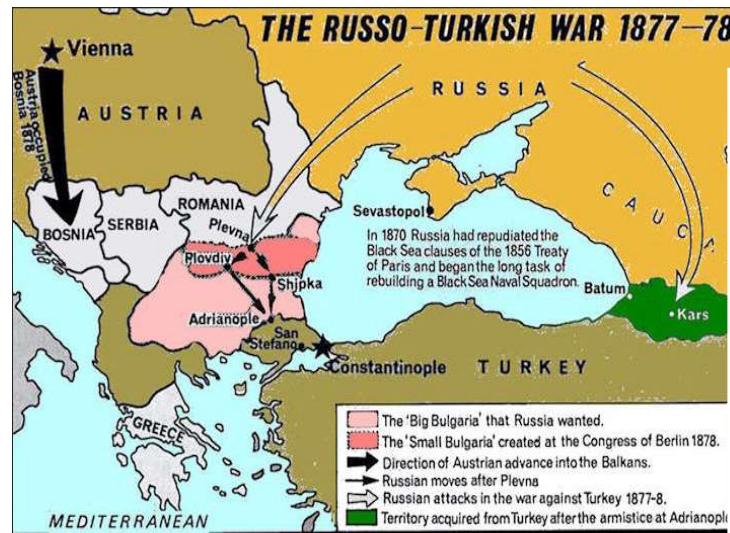 THE RUSSO-TURKISH WAR 1877–78
Vienna
Austria occupied
Bosnia 1878
AUSTRIA
RUSSIA
CAUC
ROMANIA
SERBIA
BOSNIA
Plevna
Plovdiv
Shjpka
Sevastopol
In 1870 Russia had repudiated the
Black Sea clauses of the 1856 Treaty
of Paris and began the long task of
rebuilding a Black Sea Naval Squadron.
Batum
Kars
Adrianople
San
Stefano
Constantinople
TURKEY
GREECE
MEDITERRANEAN
The 'Big Bulgaria' that Russia wanted.
The 'Small Bulgaria' created at the Congress of Berlin 1878.
Direction of Austrian advance into the Balkans.
Russian moves after Plevna
Russian attacks in the war against Turkey 1877-8.
Territory acquired from Turkey after the armistice at Adrianopl